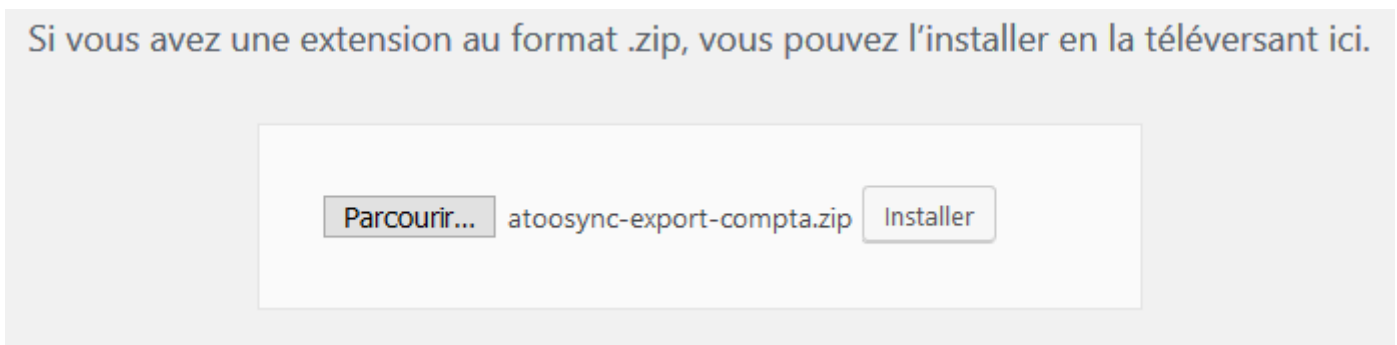 Si vous avez une extension au format .zip, vous pouvez l’installer en la téléversant ici.
Parcourir... atoosync-export-compta.zip Installer